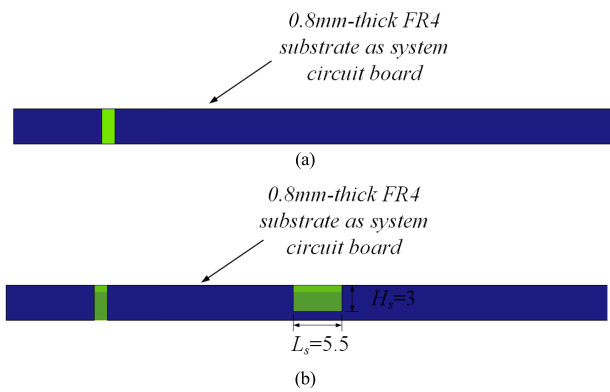 0.8mm-thick FR4
substrate as system
circuit board
(a)
0.8mm-thick FR4
substrate as system
circuit board
Hs=3
Ls=5.5
(b)